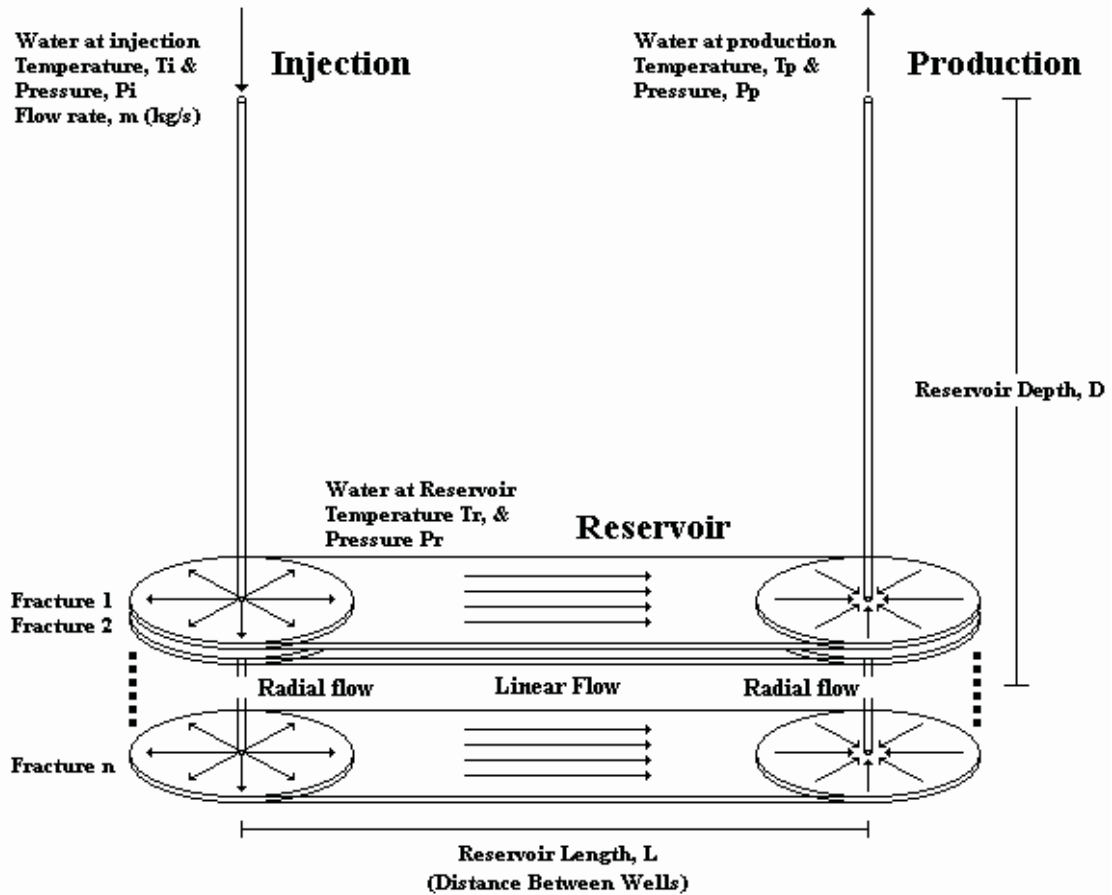 Water at injection
Temperature, Ti &
Pressure, Pi
Flow rate, m (kg/s)
Injection
Water at production
Temperature, Tp &
Pressure, Pp
Production
Reservoir Depth, D
Water at Reservoir
Temperature Tr, &
Pressure Pr
Reservoir
Fracture 1
Fracture 2
Radial flow
Linear Flow
Radial flow
Fracture n
Reservoir Length, L
(Distance Between Wells)